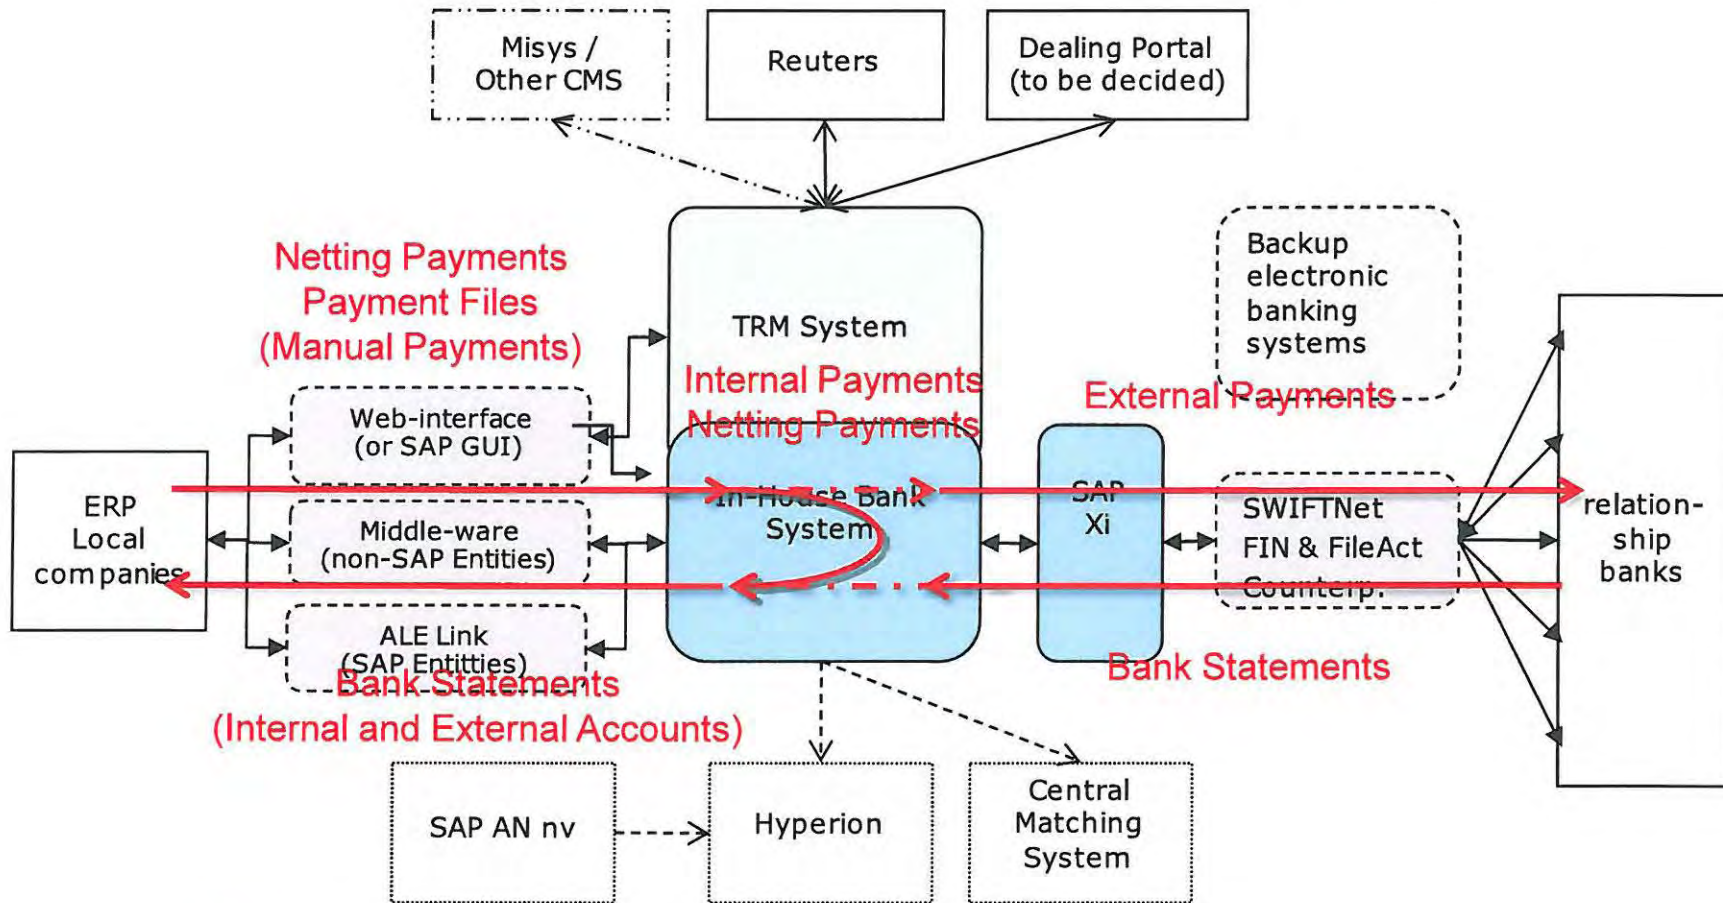 Misys /
Other CMS
Reuters
Dealing Portal
(to be decided)
Netting Payments
Payment Files
(Manual Payments)
TRM System
Backup
electronic
banking
systems
Internal Payments
Netting Payments
External Payments
Web-interface
(or SAP GUI)
ERP
Local
companies
Middle-ware
(non-SAP Entities)
In-House Bank
System
SAP
Xi
SWIFTNet
FIN & FileAct
Counterp.
relation-
ship
banks
ALE Link
(SAP Entitties)
Bank Statements
(Internal and External Accounts)
Bank Statements
SAP AN nv
Hyperion
Central
Matching
System